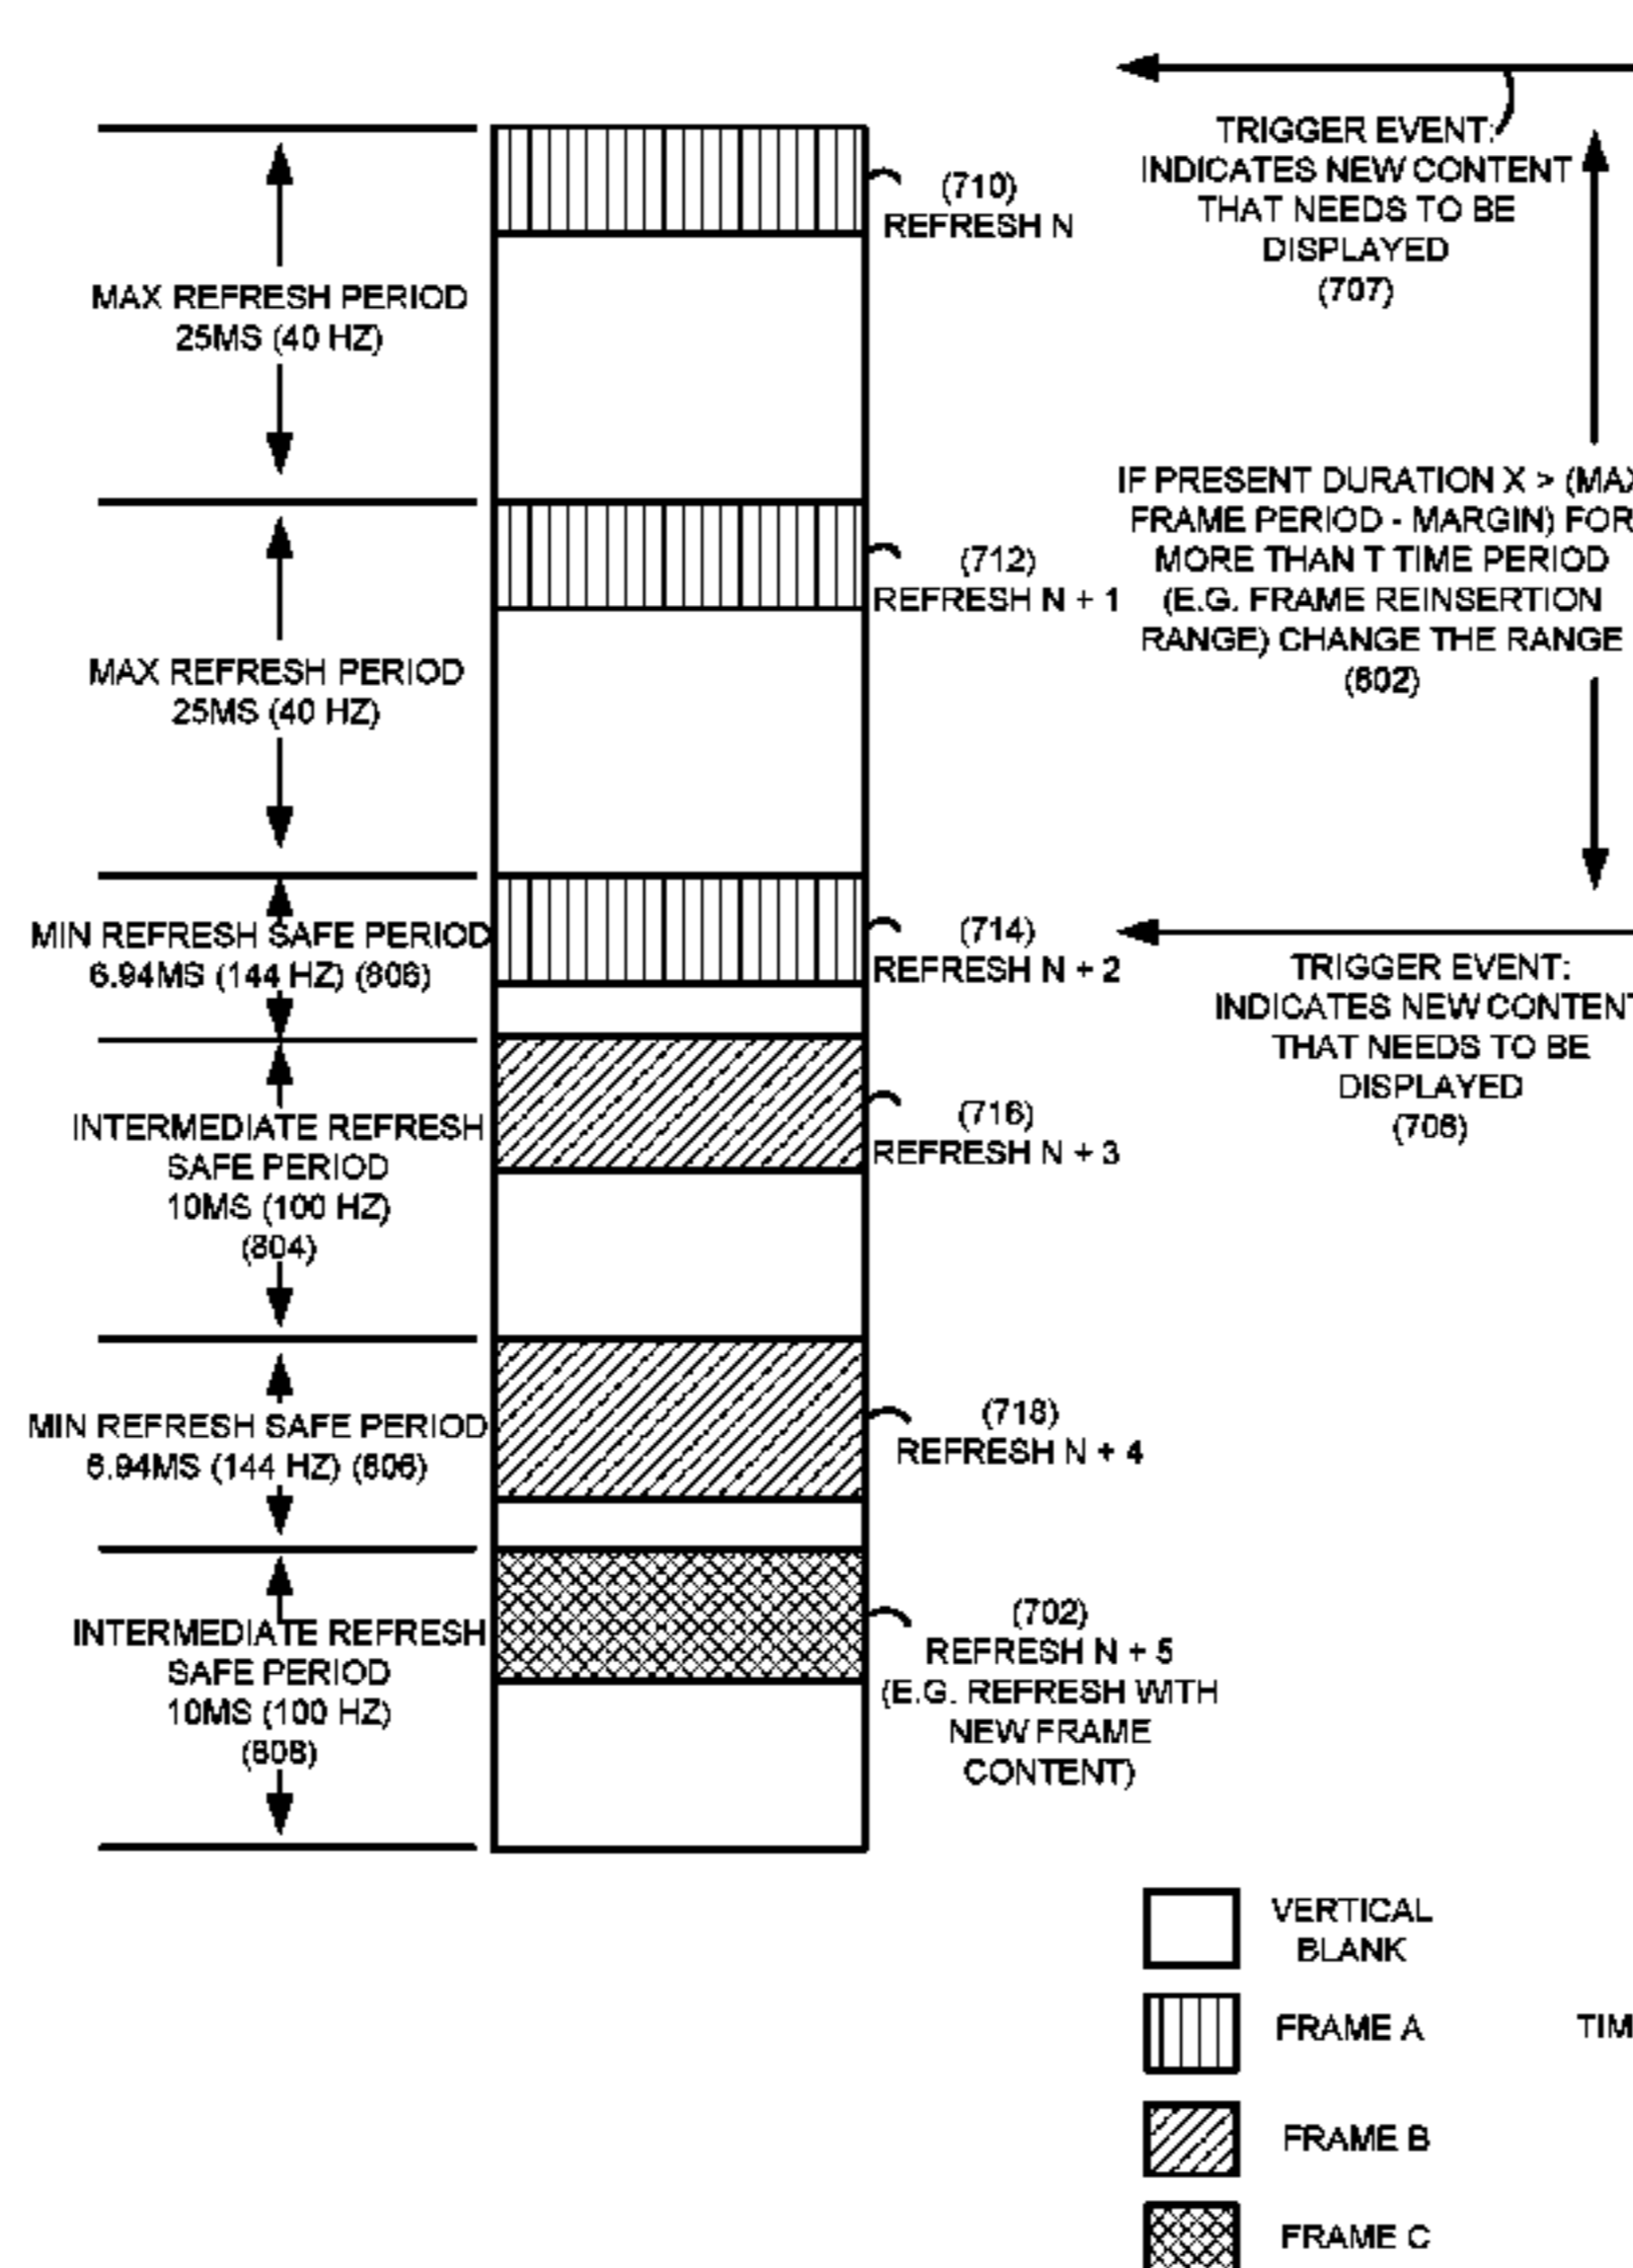 MAX REFRESH PERIOD
25MS (40 HZ)
MAX REFRESH PERIOD
25MS (40 HZ)
MIN REFRESH SAFE PERIOD
6.94MS (144 HZ) (806)
INTERMEDIATE REFRESH
SAFE PERIOD
10MS (100 HZ)
(804)
MIN REFRESH SAFE PERIOD
6.94MS (144 HZ) (806)
INTERMEDIATE REFRESH
SAFE PERIOD
10MS (100 HZ)
(808)
(710)
REFRESH N
(712)
REFRESH N + 1
(714)
REFRESH N + 2
(716)
REFRESH N + 3
(718)
REFRESH N + 4
(702)
REFRESH N + 5
(E.G. REFRESH WITH
NEW FRAME
CONTENT)
TRIGGER EVENT:
INDICATES NEW CONTENT
THAT NEEDS TO BE
DISPLAYED
(707)
IF PRESENT DURATION X > (MAX
FRAME PERIOD - MARGIN) FOR
MORE THAN T TIME PERIOD
(E.G. FRAME REINSERTION
RANGE) CHANGE THE RANGE
(802)
TRIGGER EVENT:
INDICATES NEW CONTENT
THAT NEEDS TO BE
DISPLAYED
(706)
VERTICAL
BLANK
FRAME A
FRAME B
FRAME C